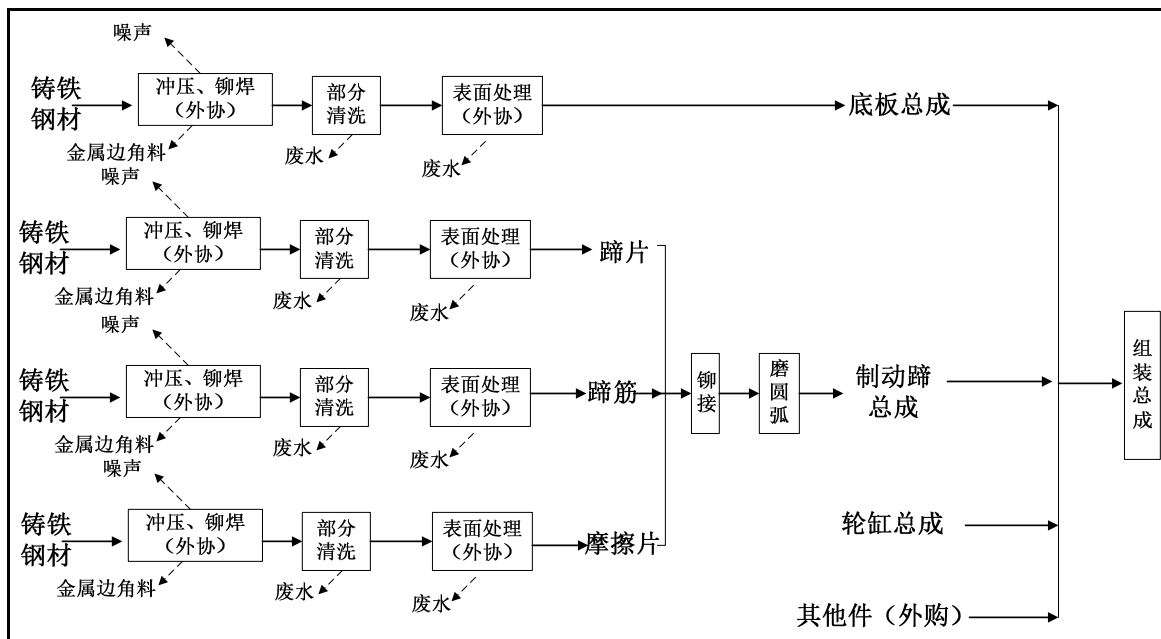 噪声
铸铁
钢材
冲压、铆焊
（外协）
部分
清洗
表面处理
（外协）
底板总成
金属边角料
废水
废水
噪声
铸铁
钢材
冲压、铆焊
（外协）
部分
清洗
表面处理
（外协）
蹄片
金属边角料
废水
废水
噪声
铸铁
钢材
冲压、铆焊
（外协）
部分
清洗
表面处理
（外协）
蹄筋
铆接
磨圆弧
制动蹄
总成
组装总成
金属边角料
废水
废水
噪声
铸铁
钢材
冲压、铆焊
（外协）
部分
清洗
表面处理
（外协）
摩擦片
轮缸总成
金属边角料
废水
废水
其他件（外购）